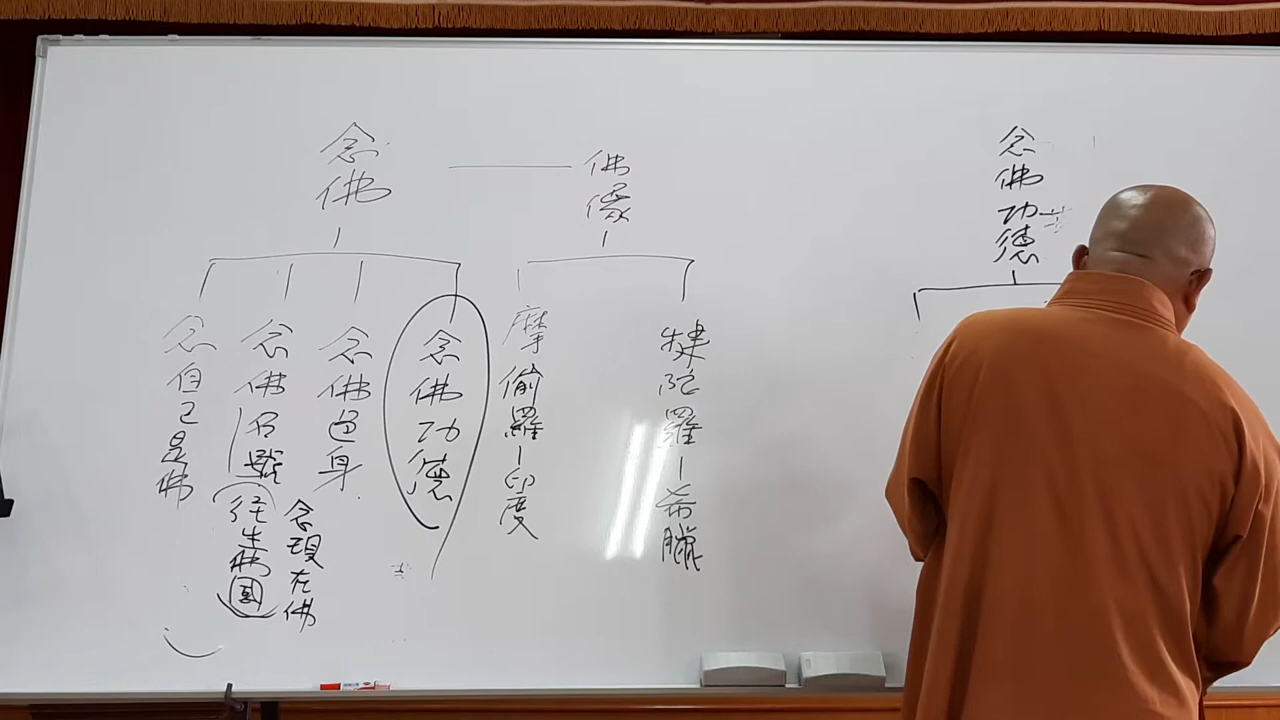 念佛
佛像
念佛功德
念自己是佛
念佛名號
往生佛國
念現在佛
念佛色身
念佛功德
摩偷羅—印度
犍陀羅—希臘